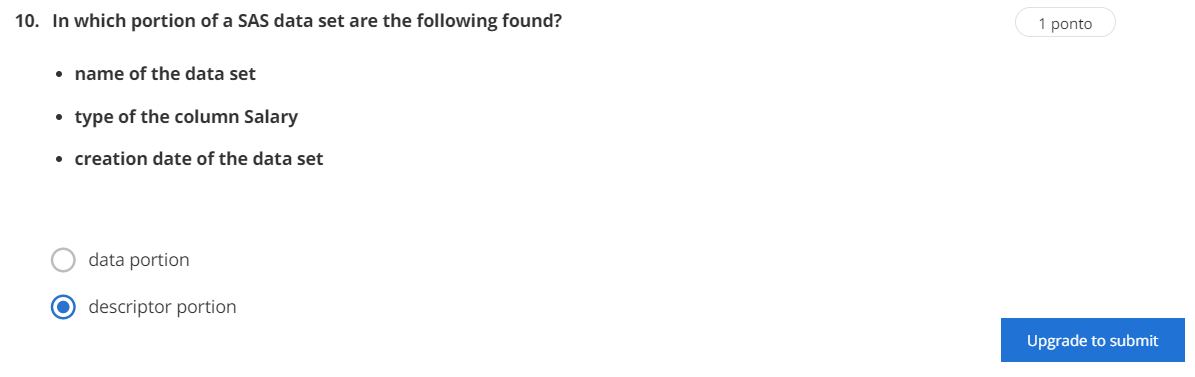 10. In which portion of a SAS data set are the following found?
1 ponto
• name of the data set
• type of the column Salary
• creation date of the data set
data portion
descriptor portion
Upgrade to submit